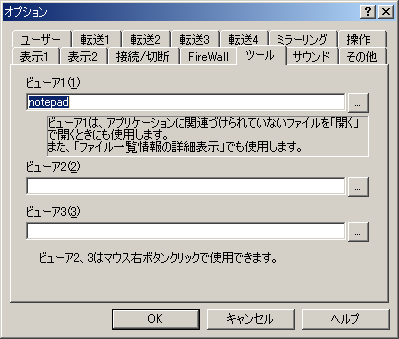 オプション
ユーザー 転送1 転送2 転送3 転送4 ミラーリング 操作
表示1 表示2 接続/切断 FireWall ツール サウンド その他
ビューア1(1)
notepad
...
ビューア1は、アプリケーションに関連づけられていないファイルを「開く」
で開くときにも使用します。
また、「ファイル一覧情報の詳細表示」でも使用します。
ビューア2(2)
...
ビューア3(3)
...
ビューア2、3はマウス右ボタンクリックで使用できます。
OK キャンセル ヘルプ